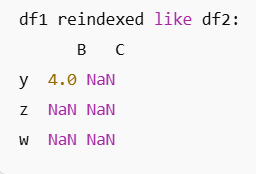 df1 reindexed like df2:
     B   C
y  4.0 NaN
z  NaN NaN
w  NaN NaN